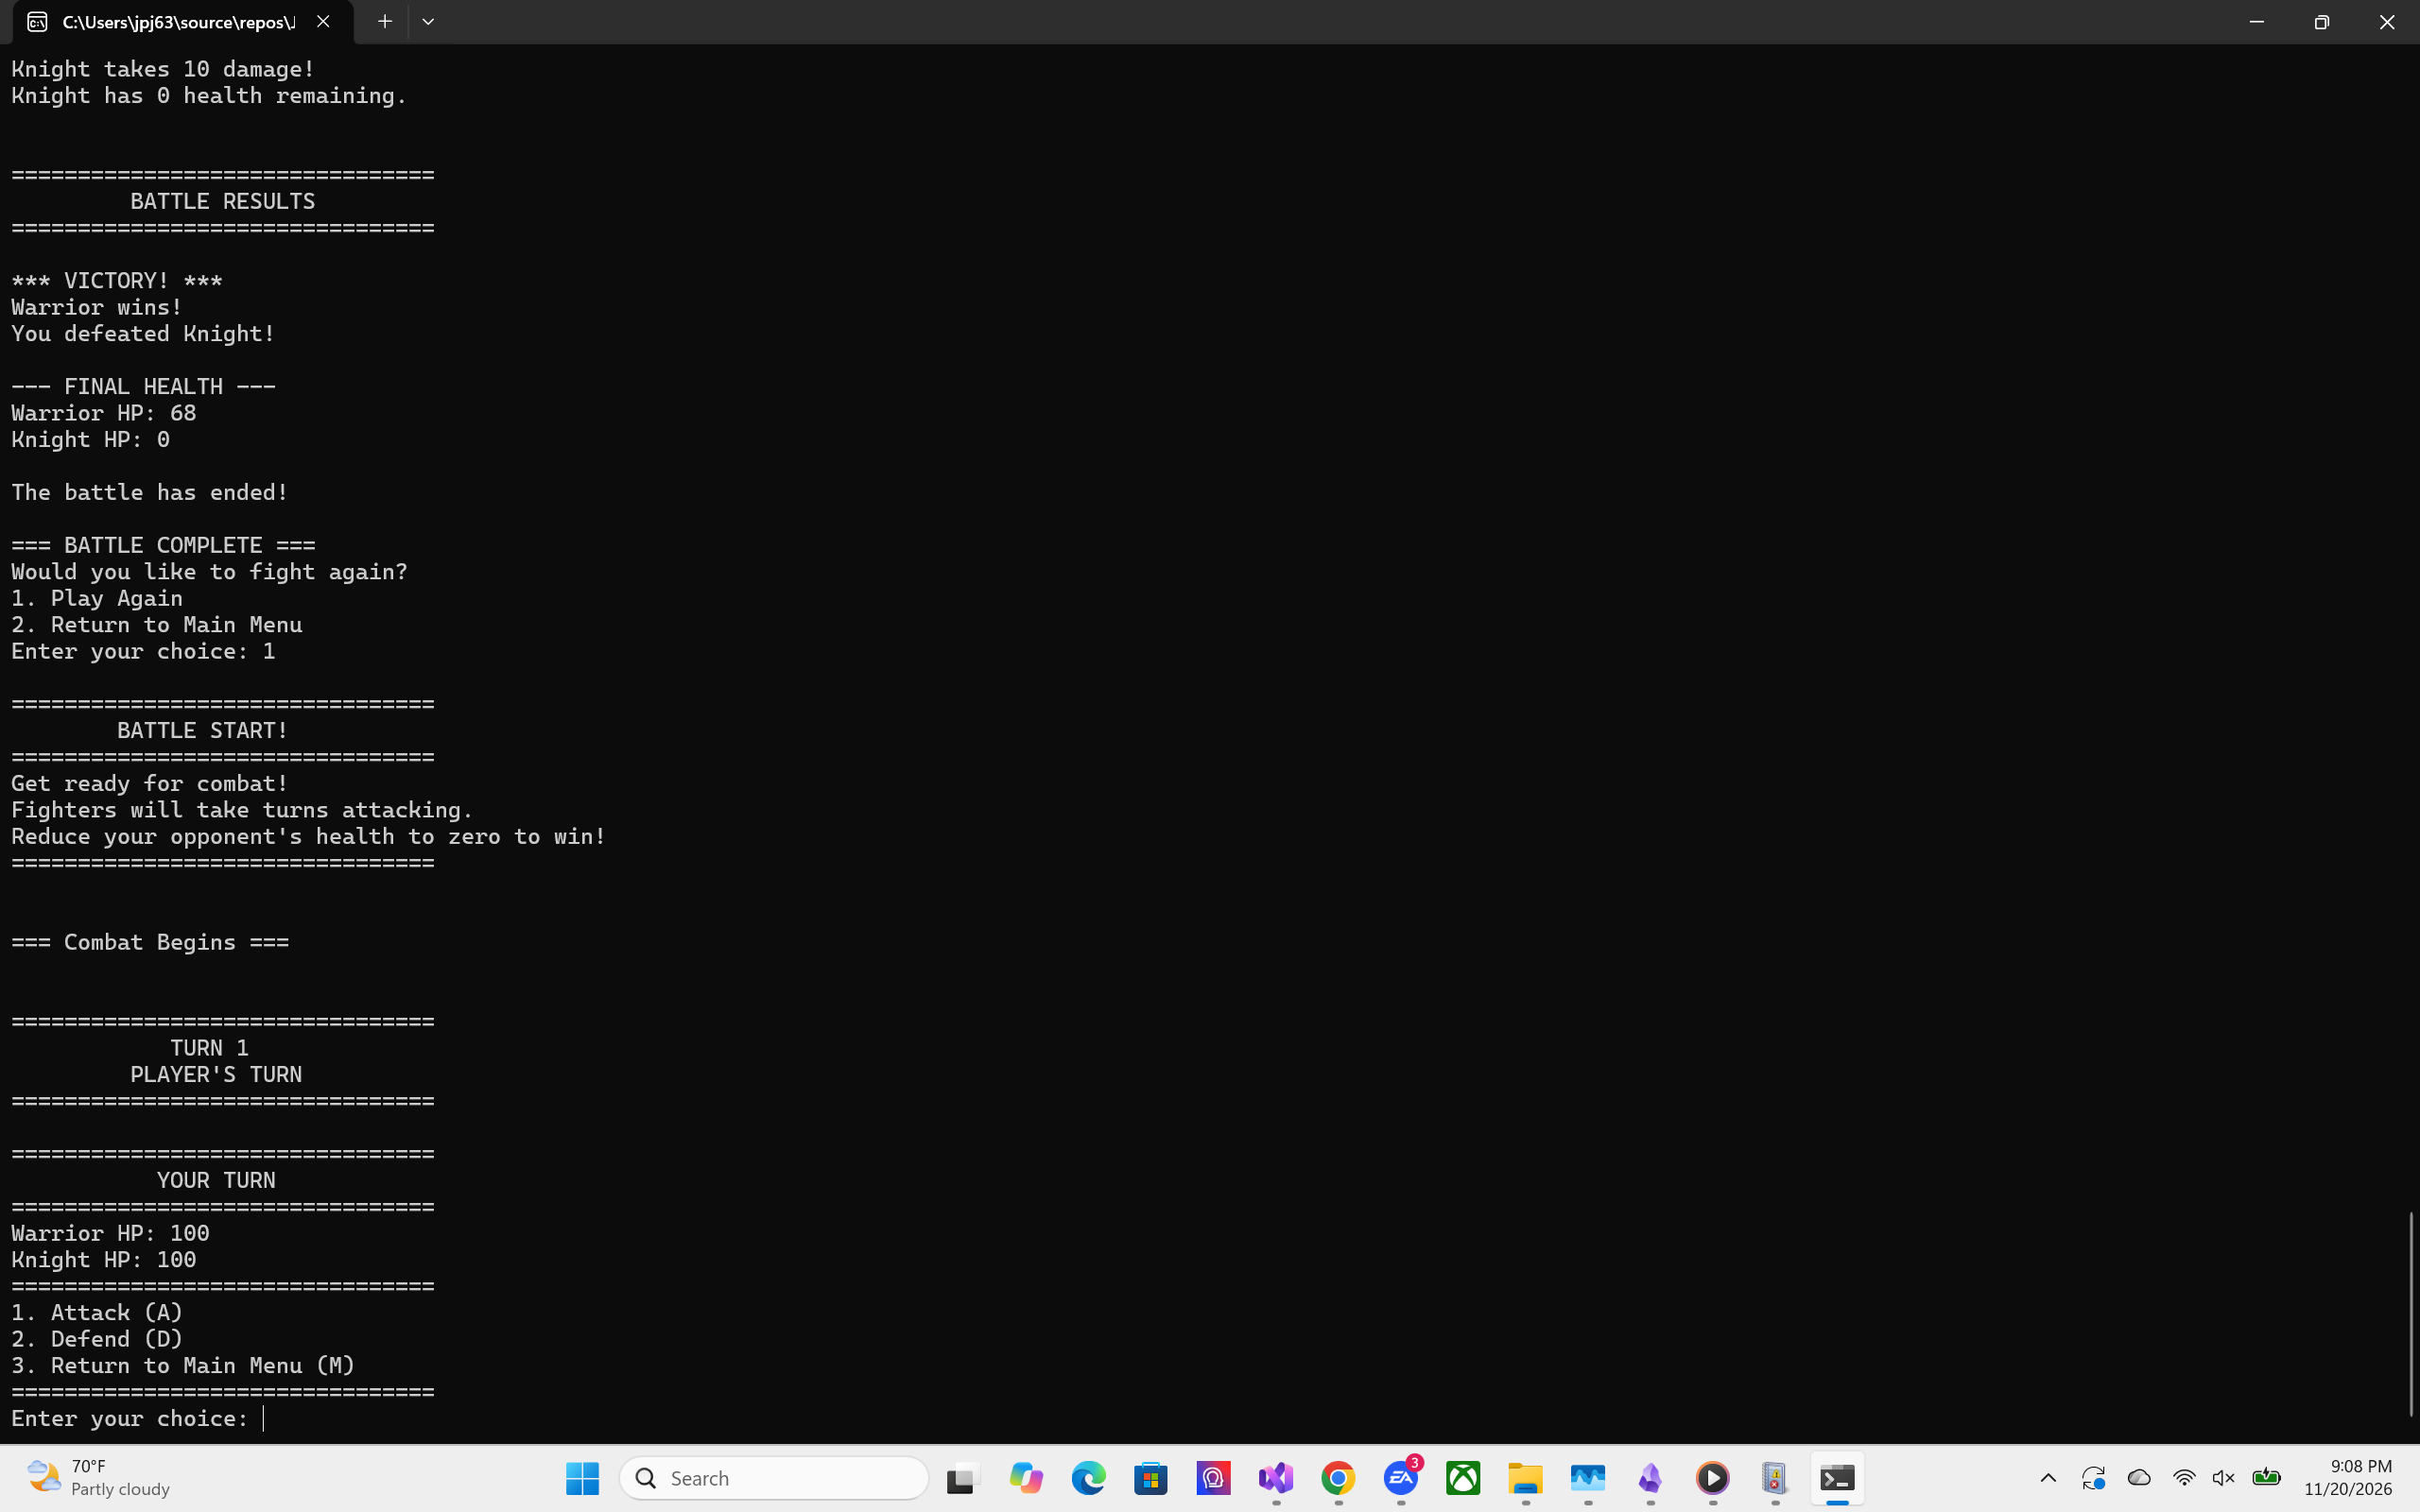 C:\Users\jpj63\source\repos\J
Knight takes 10 damage!
Knight has 0 health remaining.
================================
BATTLE RESULTS
================================
*** VICTORY! ***
Warrior wins!
You defeated Knight!
--- FINAL HEALTH ---
Warrior HP: 68
Knight HP: 0
The battle has ended!
=== BATTLE COMPLETE ===
Would you like to fight again?
1. Play Again
2. Return to Main Menu
Enter your choice: 1
================================
BATTLE START!
================================
Get ready for combat!
Fighters will take turns attacking.
Reduce your opponent's health to zero to win!
================================
=== Combat Begins ===
================================
TURN 1
PLAYER'S TURN
================================
================================
YOUR TURN
================================
Warrior HP: 100
Knight HP: 100
================================
1. Attack (A)
2. Defend (D)
3. Return to Main Menu (M)
================================
Enter your choice:
70°F
Partly cloudy
Search
EA
3
9:08 PM
11/20/2026